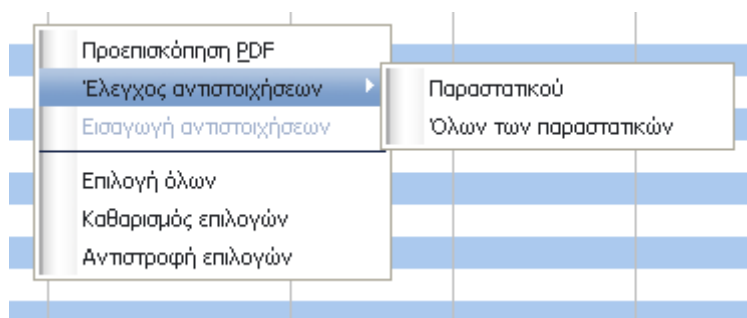 Προεπισκόπηση PDF
Έλεγχος αντιστοιχήσεων
Παραστατικού
Εισαγωγή αντιστοιχήσεων
Όλων των παραστατικών
Επιλογή όλων
Καθαρισμός επιλογών
Αντιστροφή επιλογών